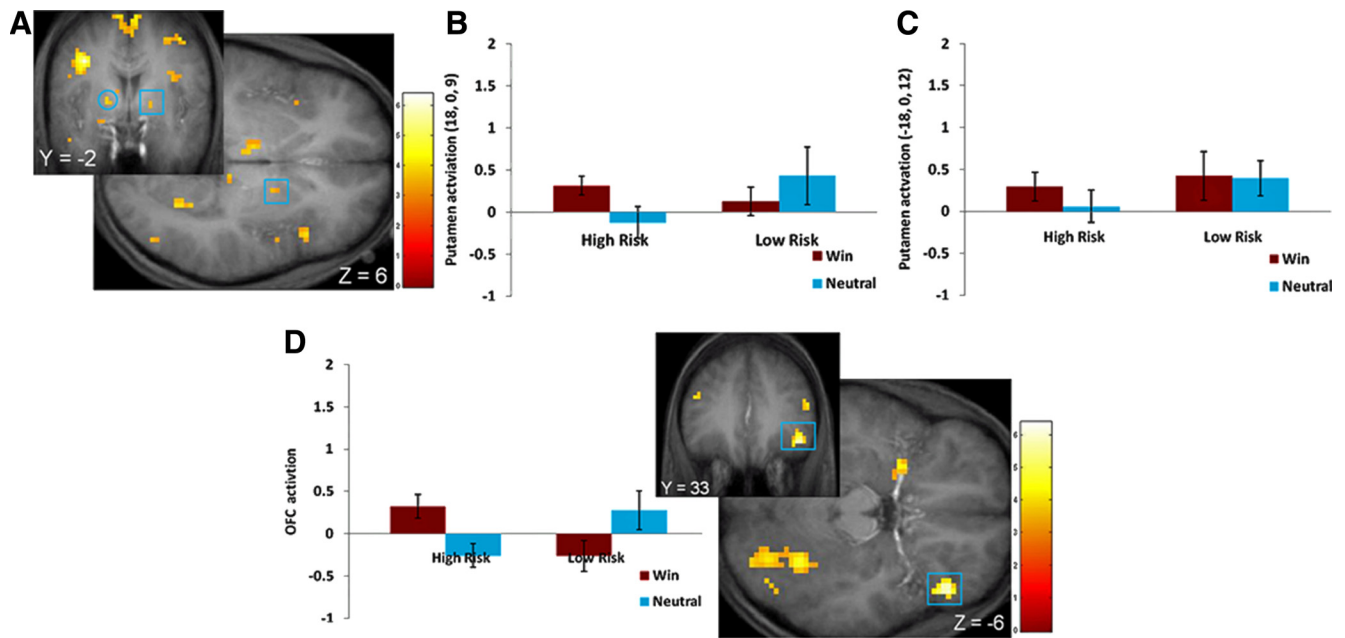 A
Y = -2
Z = 6
6
5
4
3
2
1
0
B
Putamen actviation (18, 0, 9)
2
1.5
1
0.5
0
-0.5
-1
High Risk
Low Risk
Win
Neutral
C
Putamen actvation (-18, 0, 12)
2
1.5
1
0.5
0
-0.5
-1
High Risk
Low Risk
Win
Neutral
D
OFC activtion
2
1.5
1
0.5
0
-0.5
-1
High Risk
Low Risk
Win
Neutral
Y = 33
Z = -6
6
5
4
3
2
1
0